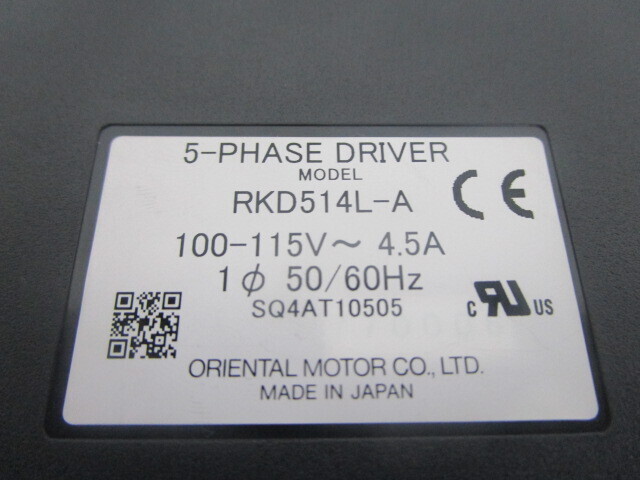 5-PHASE DRIVER
MODEL
RKD514L-A
CE
100-115V~ 4.5A
1ϕ 50/60Hz
SQ4AT10505
c RU US
ORIENTAL MOTOR CO., LTD.
MADE IN JAPAN